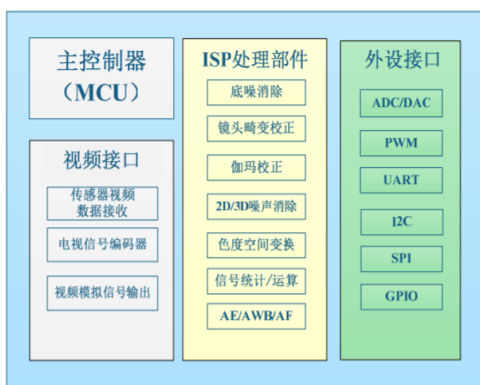 主控制器
（MCU）
视频接口
传感器视频
数据接收
电视信号编码器
视频模拟信号输出
ISP处理部件
底噪消除
镜头畸变校正
伽玛校正
2D/3D噪声消除
色度空间变换
信号统计/运算
AE/AWB/AF
外设接口
ADC/DAC
PWM
UART
I2C
SPI
GPIO